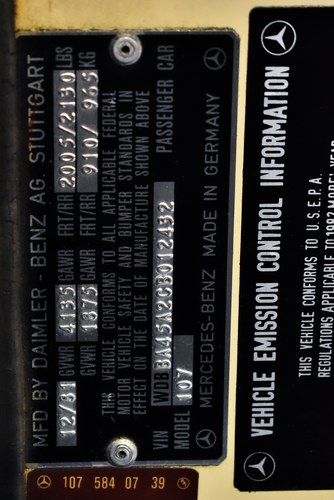 MFD BY DAIMLER - BENZ AG. STUTTGART
12/81 GVWR 4135 GAWR FRT/RR 2005/2130 LBS
GVWR 1875 GAWR FRT/RR 910/ 965 KG
THIS VEHICLE CONFORMS TO ALL APPLICABLE FEDERAL
MOTOR VEHICLE SAFETY AND BUMPER STANDARDS IN
EFFECT ON THE DATE OF MANUFACTURE SHOWN ABOVE
VIN WDBBA45A2CB012432
MODEL 107 PASSENGER CAR
MERCEDES-BENZ MADE IN GERMANY
107 584 07 39
VEHICLE EMISSION CONTROL INFORMATION
THIS VEHICLE CONFORMS TO U.S.E.P.A.
REGULATIONS APPLICABLE TO 1982 MODEL YEAR